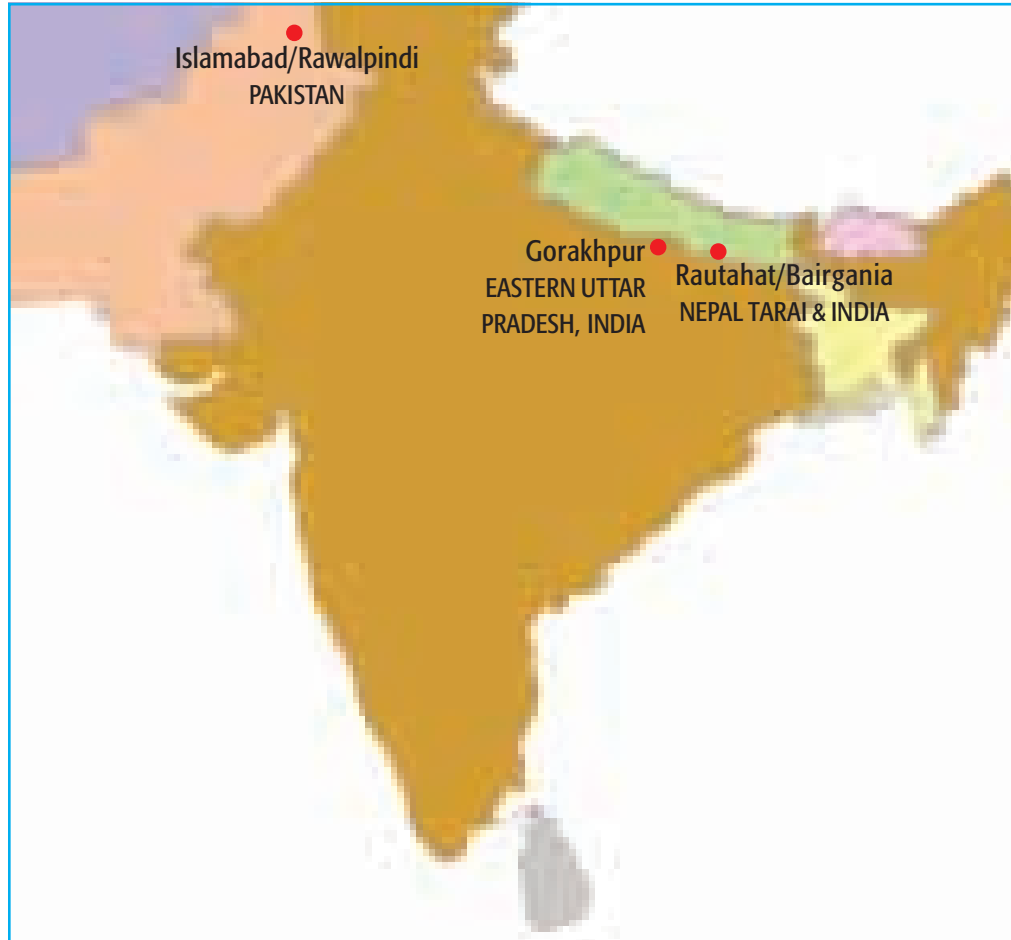 Islamabad/Rawalpindi
PAKISTAN
Gorakhpur
EASTERN UTTAR
PRADESH, INDIA
Rautahat/Bairgania
NEPAL TARAI & INDIA